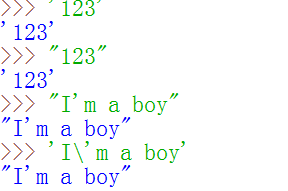 >>> '123'
'123'
>>> "123"
'123'
>>> "I'm a boy"
"I'm a boy"
>>> 'I\'m a boy'
"I'm a boy"